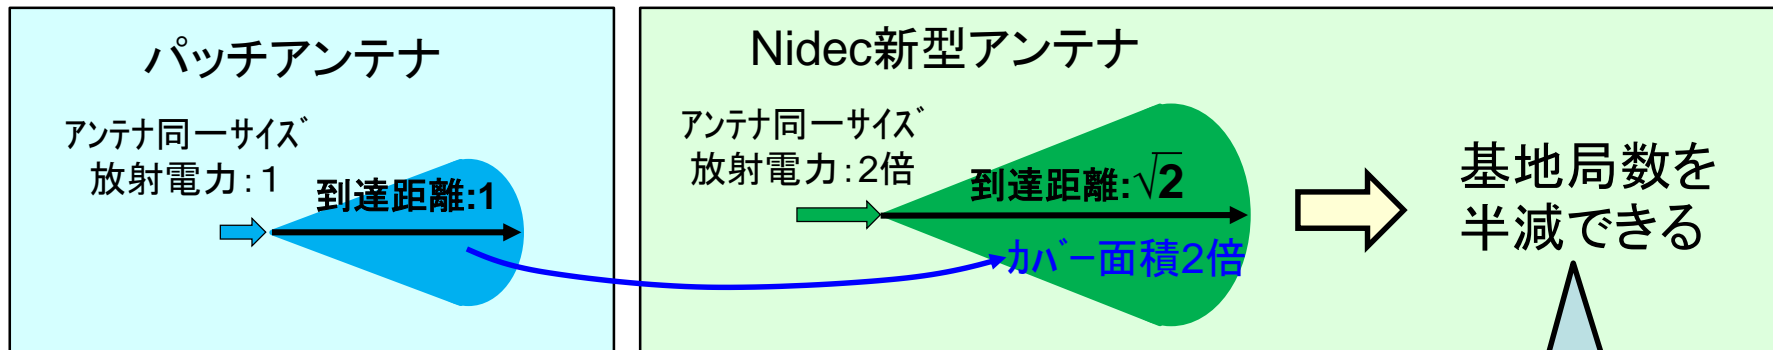 パッチアンテナ
アンテナ同一サイズ
放射電力：1
到達距離:1
Nidec新型アンテナ
アンテナ同一サイズ
放射電力：2倍
到達距離:√2
カバー面積2倍
基地局数を
半減できる